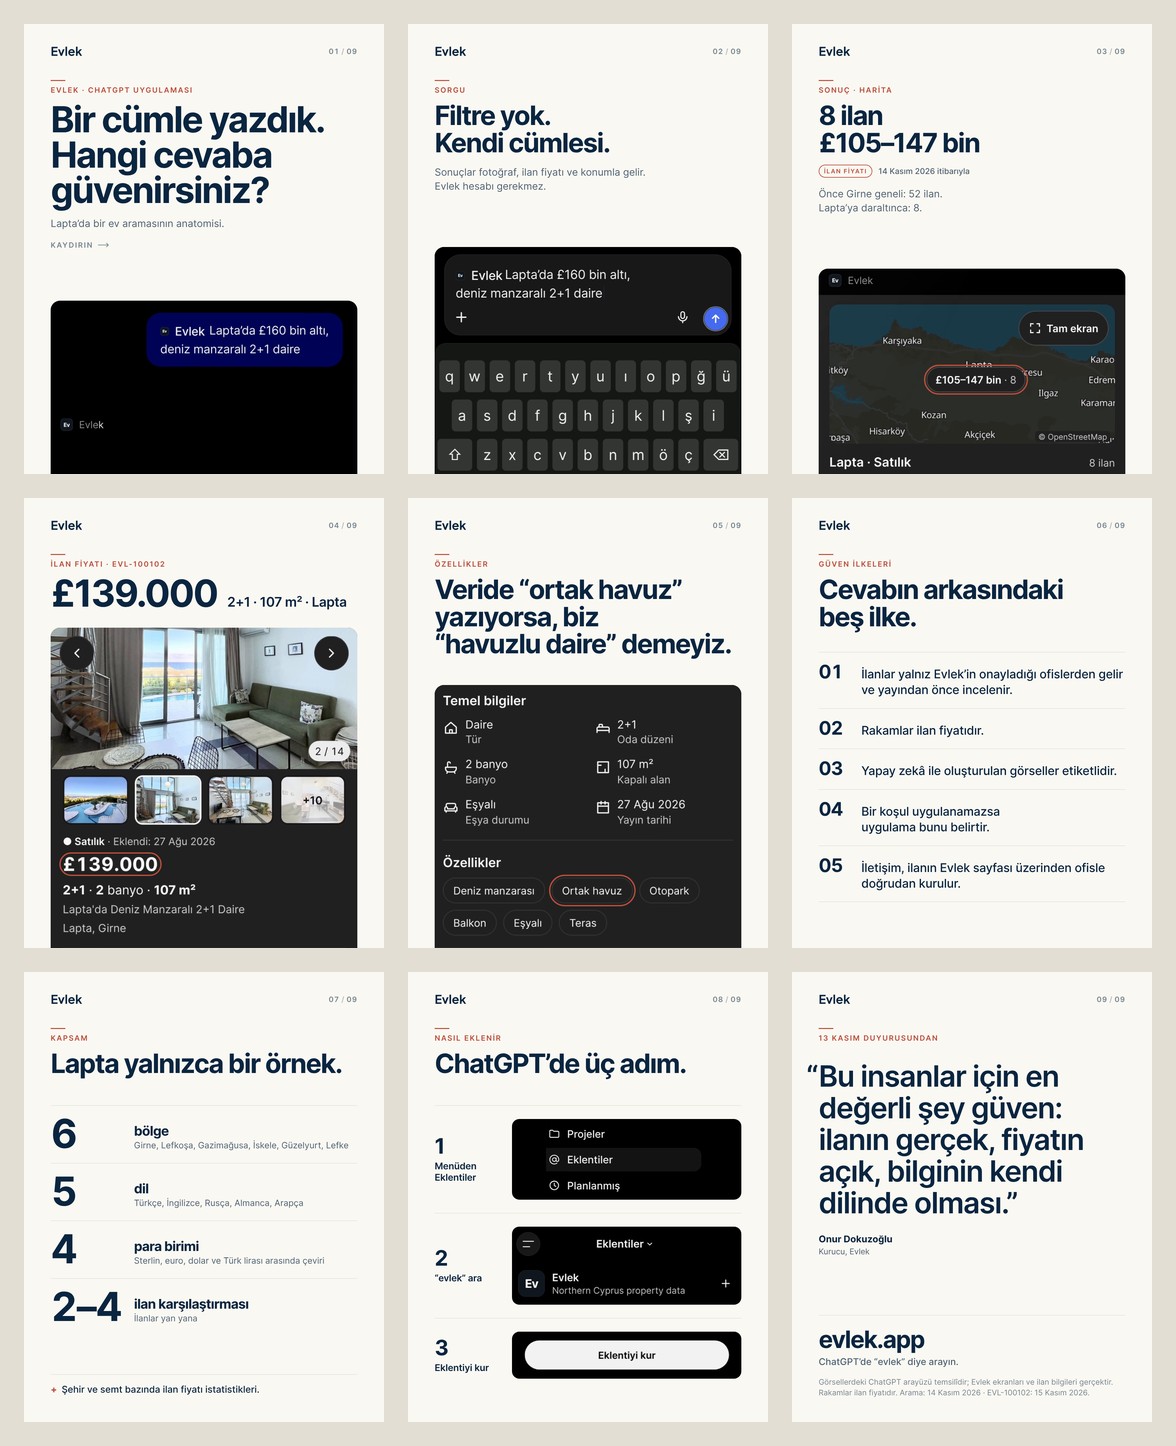 Evlek
01 / 09
EVLEK · CHATGPT UYGULAMASI
Bir cümle yazdık.
Hangi cevaba
güvenirsiniz?
Lapta’da bir ev aramasının anatomisi.
KAYDIRIN →
Ev Evlek Lapta’da £160 bin altı,
deniz manzaralı 2+1 daire
Ev Evlek
Evlek
02 / 09
SORGU
Filtre yok.
Kendi cümlesi.
Sonuçlar fotoğraf, ilan fiyatı ve konumla gelir.
Evlek hesabı gerekmez.
Ev Evlek Lapta’da £160 bin altı,
deniz manzaralı 2+1 daire
q w e r t y u ı o p ğ ü
a s d f g h j k l ş i
z x c v b n m ö ç
Evlek
03 / 09
SONUÇ · HARİTA
8 ilan
£105–147 bin
İLAN FİYATI 14 Kasım 2026 itibarıyla
Önce Girne geneli: 52 ilan.
Lapta’ya daraltınca: 8.
Ev Evlek
Tam ekran
Karşıyaka
Lapta
Karao
itköy
£105–147 bin · 8
resu
Edrem
Ilgaz
Karamar
Kozan
Hisarköy
Akçiçek
paşa
© OpenStreetMap
Lapta · Satılık
8 ilan
Evlek
04 / 09
İLAN FİYATI · EVL-100102
£139.000 2+1 · 107 m² · Lapta
2 / 14
+10
Satılık · Eklendi: 27 Ağu 2026
£139.000
2+1 · 2 banyo · 107 m²
Lapta'da Deniz Manzaralı 2+1 Daire
Lapta, Girne
Evlek
05 / 09
ÖZELLİKLER
Veride “ortak havuz”
yazıyorsa, biz
“havuzlu daire” demeyiz.
Temel bilgiler
Daire
Tür
2+1
Oda düzeni
2 banyo
Banyo
107 m²
Kapalı alan
Eşyalı
Eşya durumu
27 Ağu 2026
Yayın tarihi
Özellikler
Deniz manzarası
Ortak havuz
Otopark
Balkon
Eşyalı
Teras
Evlek
06 / 09
GÜVEN İLKELERİ
Cevabın arkasındaki
beş ilke.
01 İlanlar yalnız Evlek’in onayladığı ofislerden gelir
ve yayından önce incelenir.
02 Rakamlar ilan fiyatıdır.
03 Yapay zekâ ile oluşturulan görseller etiketlidir.
04 Bir koşul uygulanamazsa
uygulama bunu belirtir.
05 İletişim, ilanın Evlek sayfası üzerinden ofisle
doğrudan kurulur.
Evlek
07 / 09
KAPSAM
Lapta yalnızca bir örnek.
6 bölge
Girne, Lefkoşa, Gazimağusa, İskele, Güzelyurt, Lefke
5 dil
Türkçe, İngilizce, Rusça, Almanca, Arapça
4 para birimi
Sterlin, euro, dolar ve Türk lirası arasında çeviri
2–4 ilan karşılaştırması
İlanlar yan yana
+ Şehir ve semt bazında ilan fiyatı istatistikleri.
Evlek
08 / 09
NASIL EKLENİR
ChatGPT’de üç adım.
1
Menüden
Eklentiler
Projeler
Eklentiler
Planlanmış
2
“evlek” ara
Eklentiler
Ev Evlek
Northern Cyprus property data
+
3
Eklentiyi kur
Eklentiyi kur
Evlek
09 / 09
13 KASIM DUYURUSUNDAN
“Bu insanlar için en
değerli şey güven:
ilanın gerçek, fiyatın
açık, bilginin kendi
dilinde olması.”
Onur Dokuzoğlu
Kurucu, Evlek
evlek.app
ChatGPT’de “evlek” diye arayın.
Görsellerdeki ChatGPT arayüzü temsilîdir; Evlek ekranları ve ilan bilgileri gerçektir.
Rakamlar ilan fiyatıdır. Arama: 14 Kasım 2026 · EVL-100102: 15 Kasım 2026.